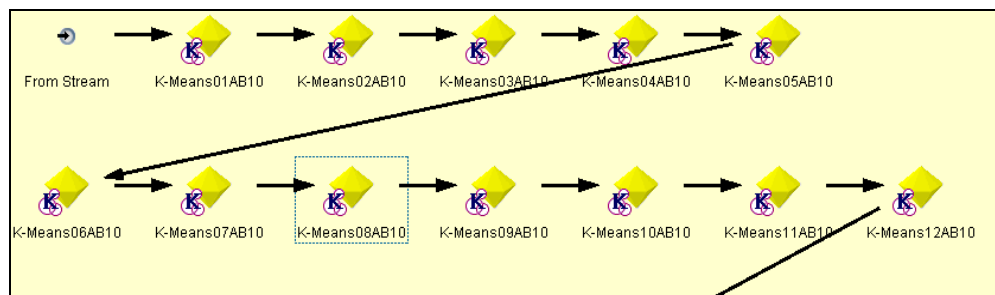 From Stream
K-Means01AB10
K-Means02AB10
K-Means03AB10
K-Means04AB10
K-Means05AB10
K-Means06AB10
K-Means07AB10
K-Means08AB10
K-Means09AB10
K-Means10AB10
K-Means11AB10
K-Means12AB10